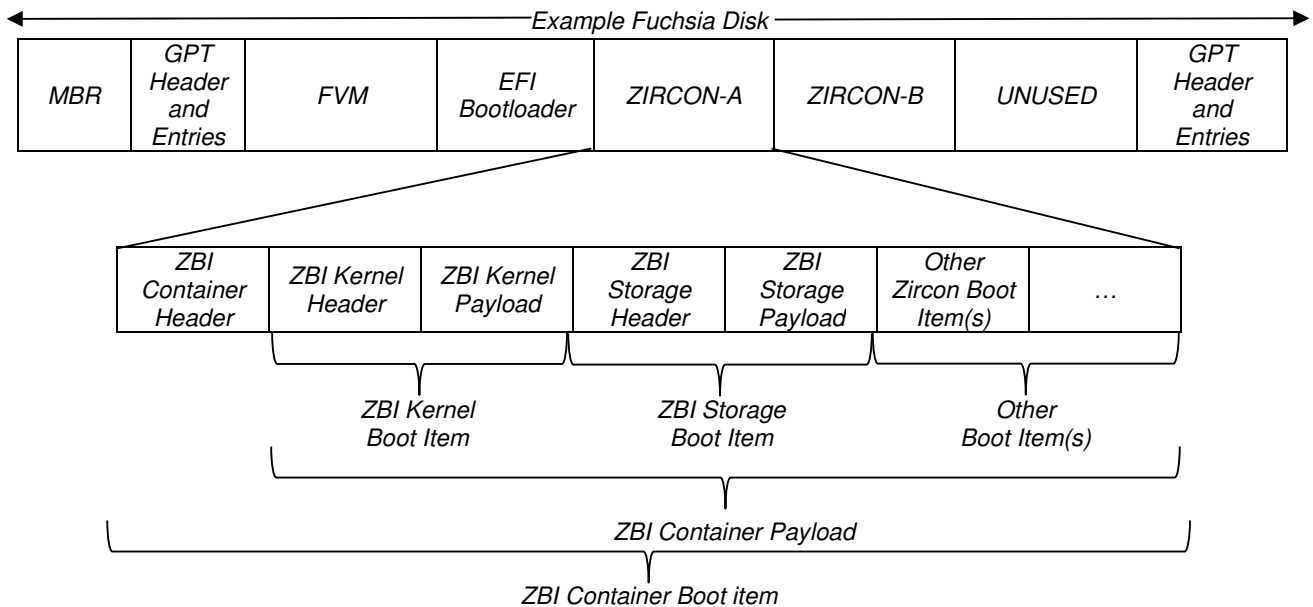 Example Fuchsia Disk
MBR
GPT
Header
and
Entries
FVM
EFI
Bootloader
ZIRCON-A
ZIRCON-B
UNUSED
GPT
Header
and
Entries
ZBI
Container
Header
ZBI Kernel
Header
ZBI Kernel
Payload
ZBI
Storage
Header
ZBI
Storage
Payload
Other
Zircon Boot
Item(s)
...
ZBI Kernel
Boot Item
ZBI Storage
Boot Item
Other
Boot Item(s)
ZBI Container Payload
ZBI Container Boot item